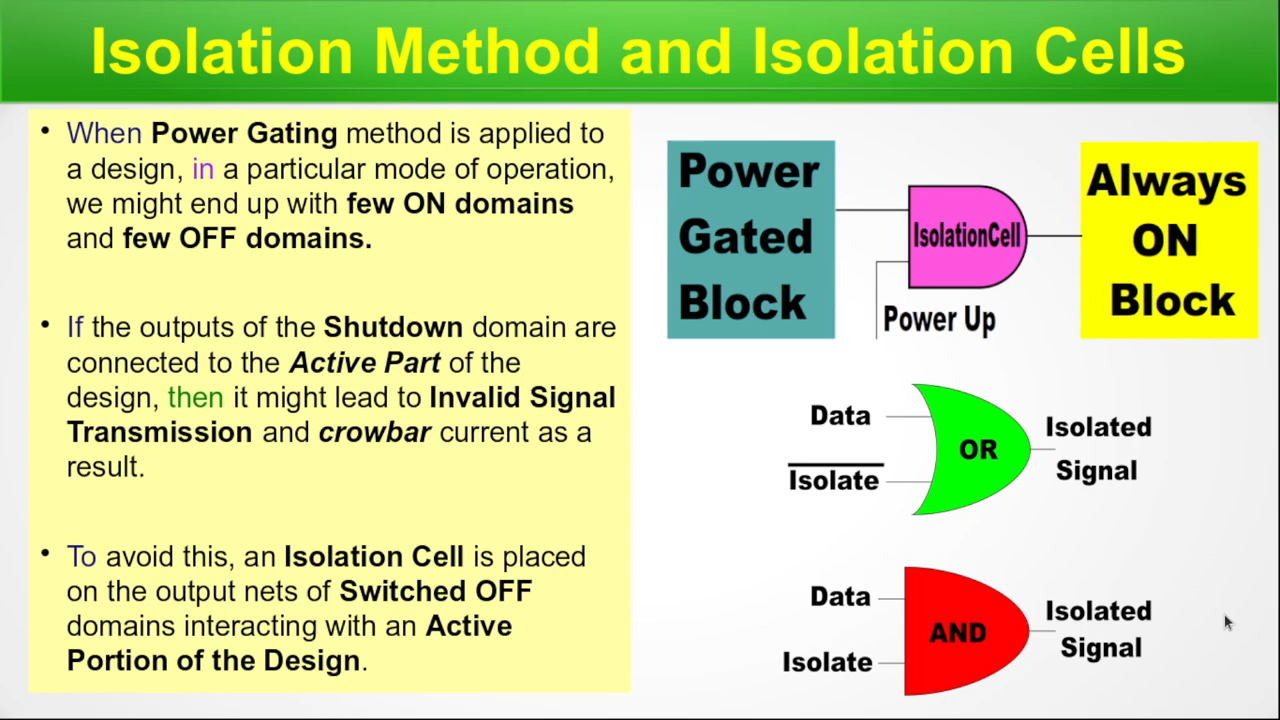 Isolation Method and Isolation Cells
• When Power Gating method is applied to
a design, in a particular mode of operation,
we might end up with few ON domains
and few OFF domains.
• If the outputs of the Shutdown domain are
connected to the Active Part of the
design, then it might lead to Invalid Signal
Transmission and crowbar current as a
result.
• To avoid this, an Isolation Cell is placed
on the output nets of Switched OFF
domains interacting with an Active
Portion of the Design.
Power
Gated
Block
IsolationCell
Power Up
Always
ON
Block
Data
Isolate
OR
Isolated
Signal
Data
Isolate
AND
Isolated
Signal